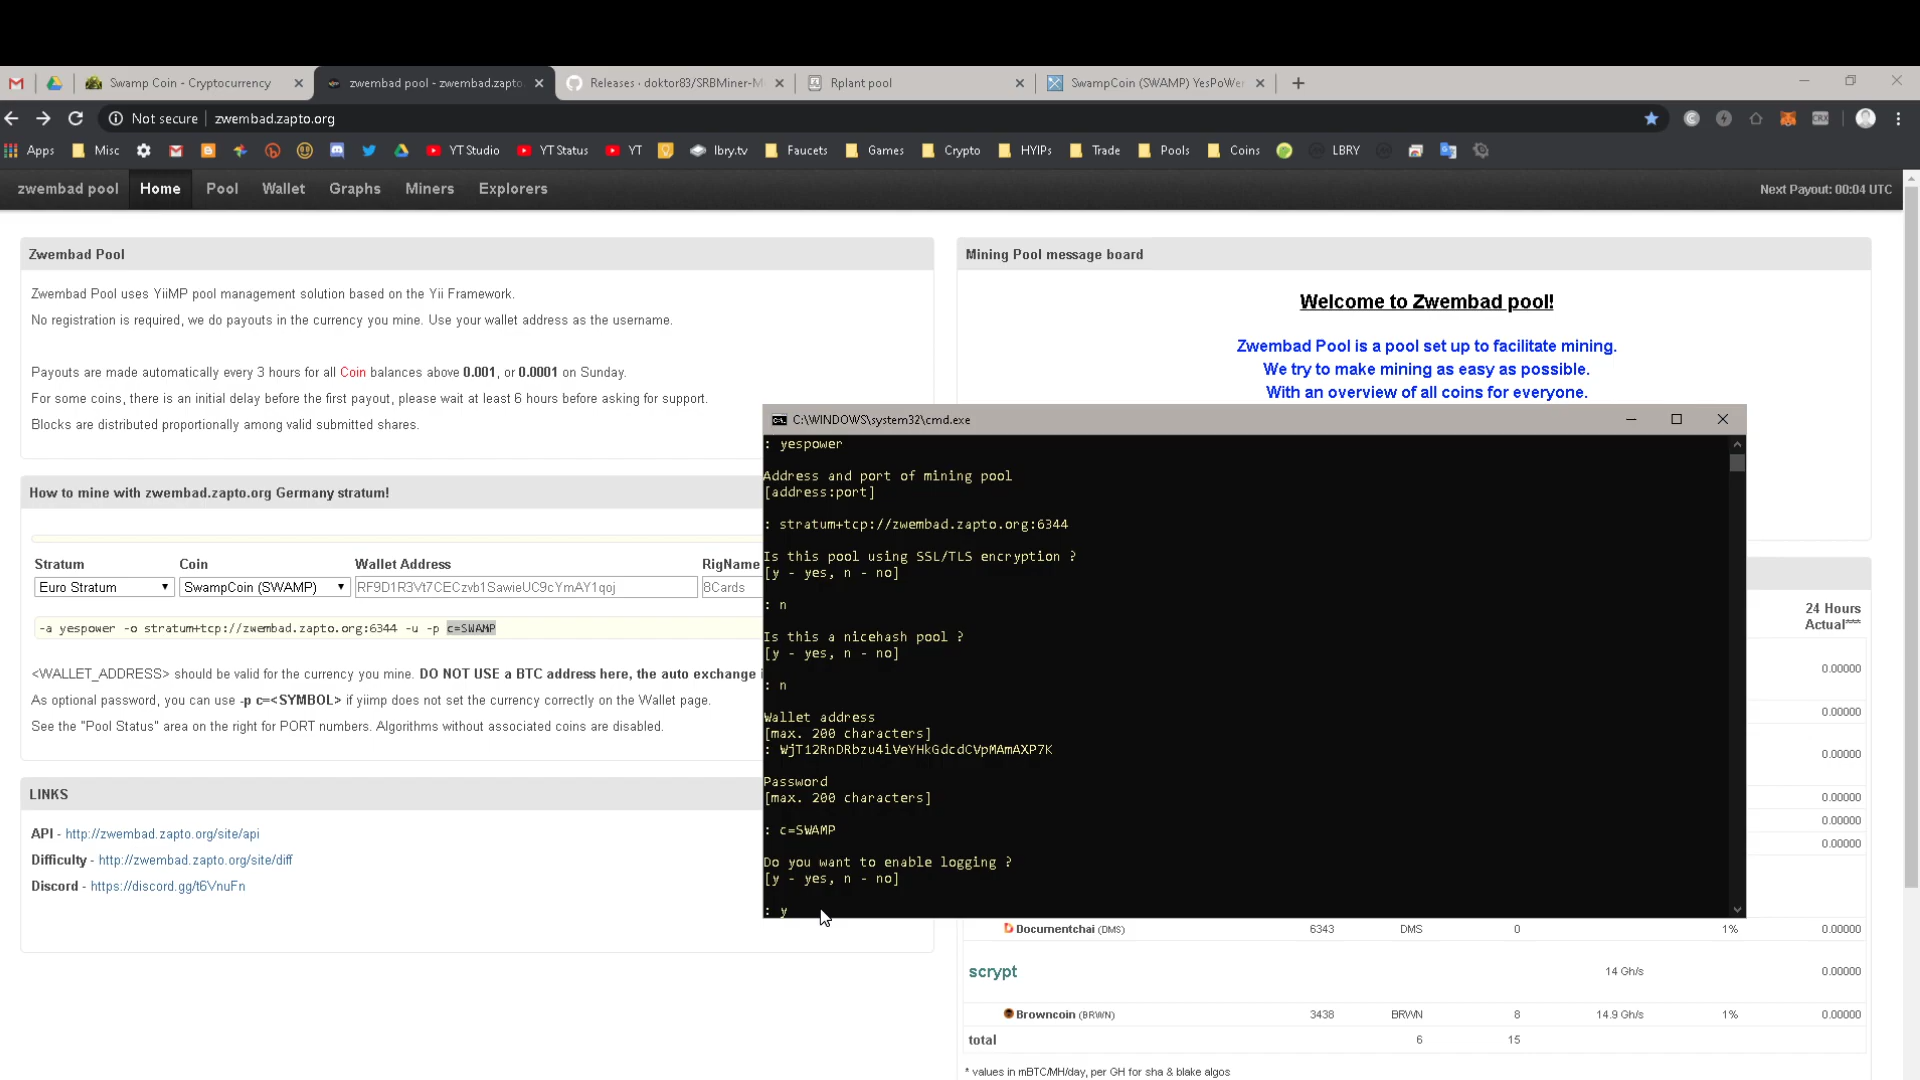 Swamp Coin - Cryptocurrency
zwembad pool - zwembad.zapto.
Releases · doktor83/SRBMiner-M
Rplant pool
SwampCoin (SWAMP) YesPoWe
Not secure
zwembad.zapto.org
Apps
Misc
YT Studio
YT Status
YT
lbry.tv
Faucets
Games
Crypto
HYIPs
Trade
Pools
Coins
LBRY
zwembad pool
Home
Pool
Wallet
Graphs
Miners
Explorers
Next Payout: 00:04 UTC
Zwembad Pool
Zwembad Pool uses YiiMP pool management solution based on the Yii Framework.
No registration is required, we do payouts in the currency you mine. Use your wallet address as the username.
Payouts are made automatically every 3 hours for all Coin balances above 0.001, or 0.0001 on Sunday.
For some coins, there is an initial delay before the first payout, please wait at least 6 hours before asking for support.
Blocks are distributed proportionally among valid submitted shares.
How to mine with zwembad.zapto.org Germany stratum!
Stratum
Coin
Wallet Address
RigName
Euro Stratum
SwampCoin (SWAMP)
RF9D1R3Vt7CECzvb1SawieUC9cYmAY1qoj
8Cards
-a yespower -o stratum+tcp://zwembad.zapto.org:6344 -u -p c=SWAMP
<WALLET_ADDRESS> should be valid for the currency you mine. DO NOT USE a BTC address here, the auto exchange
As optional password, you can use -p c=<SYMBOL> if yiimp does not set the currency correctly on the Wallet page.
See the "Pool Status" area on the right for PORT numbers. Algorithms without associated coins are disabled.
LINKS
API - http://zwembad.zapto.org/site/api
Difficulty - http://zwembad.zapto.org/site/diff
Discord - https://discord.gg/t6VnuFn
Mining Pool message board
Welcome to Zwembad pool!
Zwembad Pool is a pool set up to facilitate mining.
We try to make mining as easy as possible.
With an overview of all coins for everyone.
C:\WINDOWS\system32\cmd.exe
: yespower
Address and port of mining pool
[address:port]
: stratum+tcp://zwembad.zapto.org:6344
Is this pool using SSL/TLS encryption ?
[y - yes, n - no]
: n
Is this a nicehash pool ?
[y - yes, n - no]
: n
Wallet address
[max. 200 characters]
: WjT12RnDRbzu4iVeYHkGdcdCVpMAmAXP7K
Password
[max. 200 characters]
: c=SWAMP
Do you want to enable logging ?
[y - yes, n - no]
: y
24 Hours
Actual***
0.00000
0.00000
0.00000
0.00000
0.00000
0.00000
Documentchai (DMS) 6343 DMS 0 1% 0.00000
scrypt 14 Gh/s 0.00000
Browncoin (BRWN) 3438 BRWN 8 14.9 Gh/s 1% 0.00000
total 6 15
* values in mBTC/MH/day, per GH for sha & blake algos